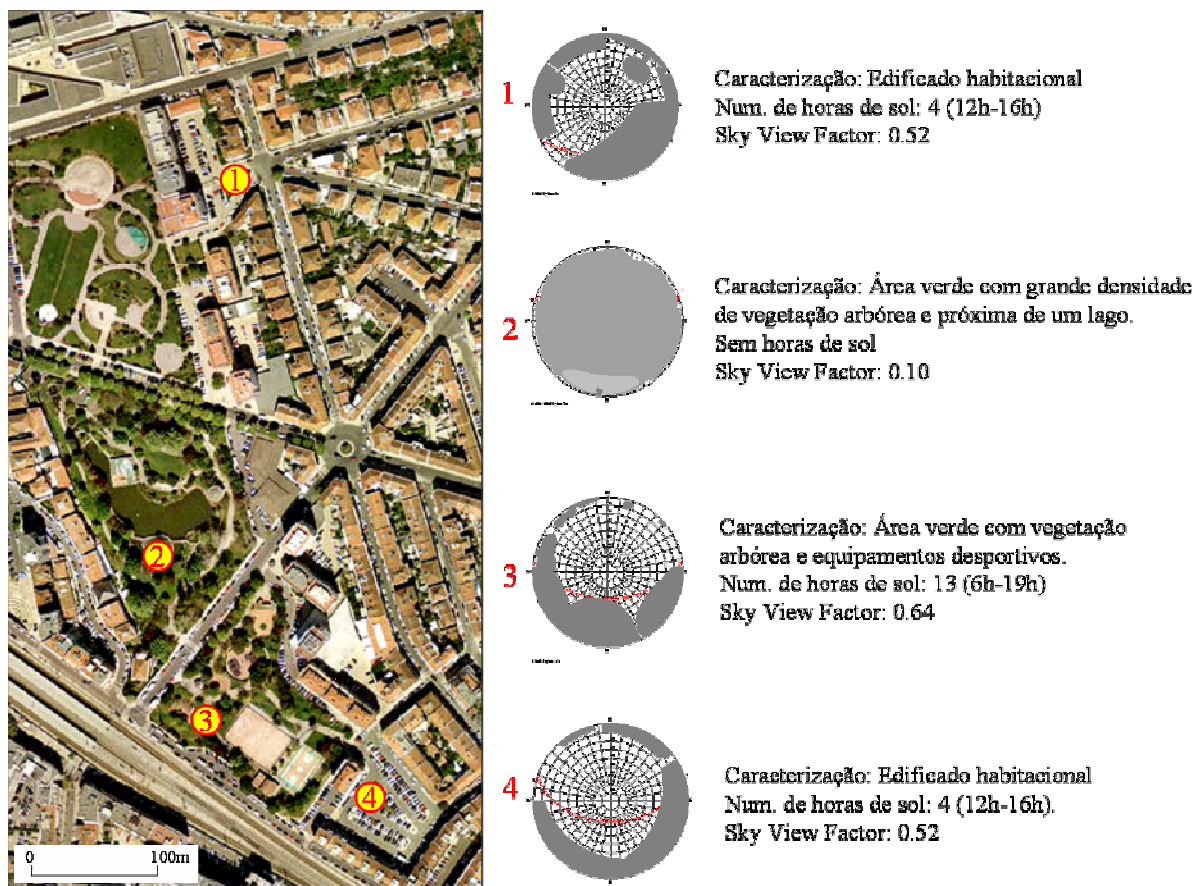 1
Caracterização: Edificado habitacional
Num. de horas de sol: 4 (12h-16h)
Sky View Factor: 0.52
1
2
Caracterização: Área verde com grande densidade
de vegetação arbórea e próxima de um lago.
Sem horas de sol
Sky View Factor: 0.10
2
3
Caracterização: Área verde com vegetação
arbórea e equipamentos desportivos.
Num. de horas de sol: 13 (6h-19h)
Sky View Factor: 0.64
3
4
Caracterização: Edificado habitacional
Num. de horas de sol: 4 (12h-16h).
Sky View Factor: 0.52
4
0 100m